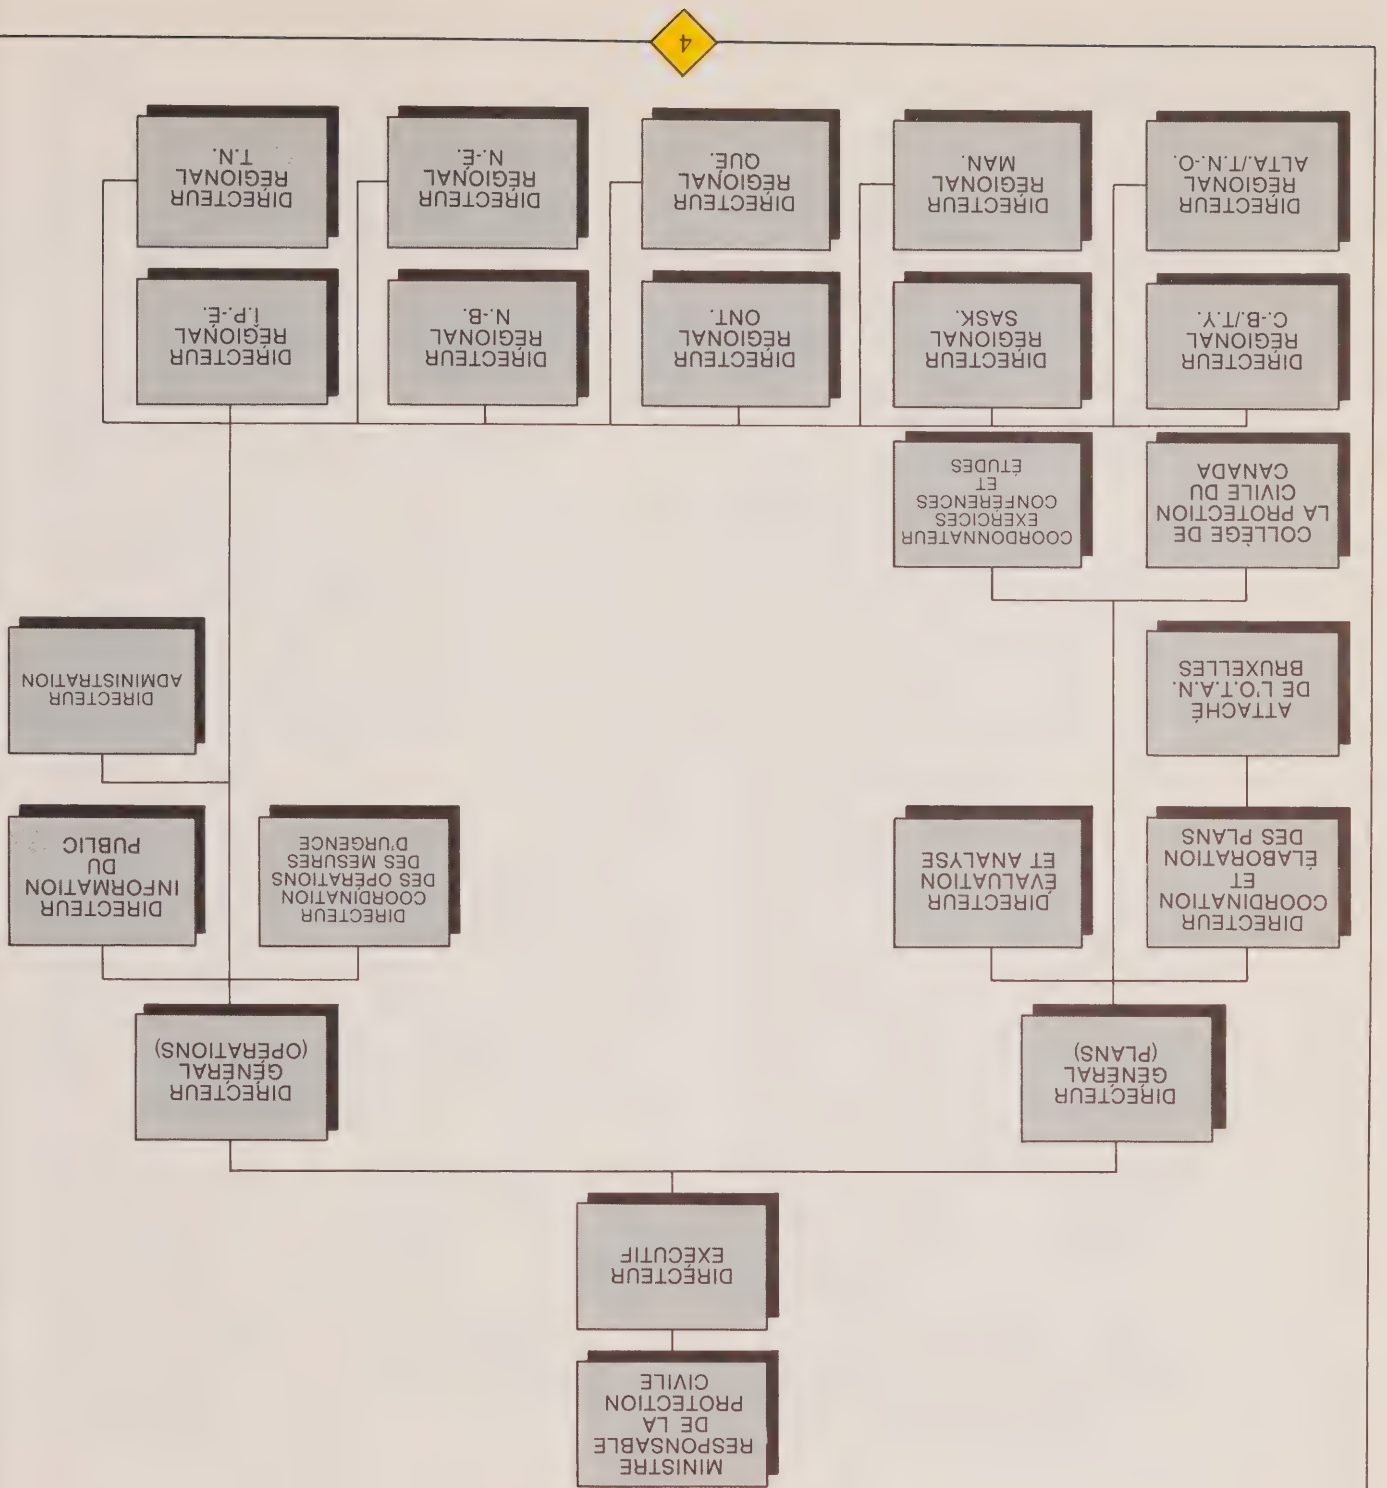 MINISTRE
RESPONSABLE
DE LA
PROTECTION
CIVILE
DIRECTEUR
EXÉCUTIF
DIRECTEUR
GÉNÉRAL
(PLANS)
DIRECTEUR
GÉNÉRAL
(OPÉRATIONS)
DIRECTEUR
COORDINATION
ET
ÉLABORATION
DES PLANS
DIRECTEUR
ÉVALUATION
ET ANALYSE
DIRECTEUR
COORDINATION
DES OPÉRATIONS
DES MESURES
D'URGENCE
DIRECTEUR
INFORMATION
DU
PUBLIC
ATTACHÉ
DE L'O.T.A.N.
BRUXELLES
DIRECTEUR
ADMINISTRATION
COLLÈGE DE
LA PROTECTION
CIVILE DU
CANADA
COORDONNATEUR
EXERCICES
CONFÉRENCES
ET
ÉTUDES
DIRECTEUR
RÉGIONAL
C.-B./T.Y.
DIRECTEUR
RÉGIONAL
SASK.
DIRECTEUR
RÉGIONAL
ONT.
DIRECTEUR
RÉGIONAL
N.-B.
DIRECTEUR
RÉGIONAL
Î.P.-É.
DIRECTEUR
RÉGIONAL
ALTA./T.N.-O.
DIRECTEUR
RÉGIONAL
MAN.
DIRECTEUR
RÉGIONAL
QUÉ.
DIRECTEUR
RÉGIONAL
N.-É.
DIRECTEUR
RÉGIONAL
T.N.
4